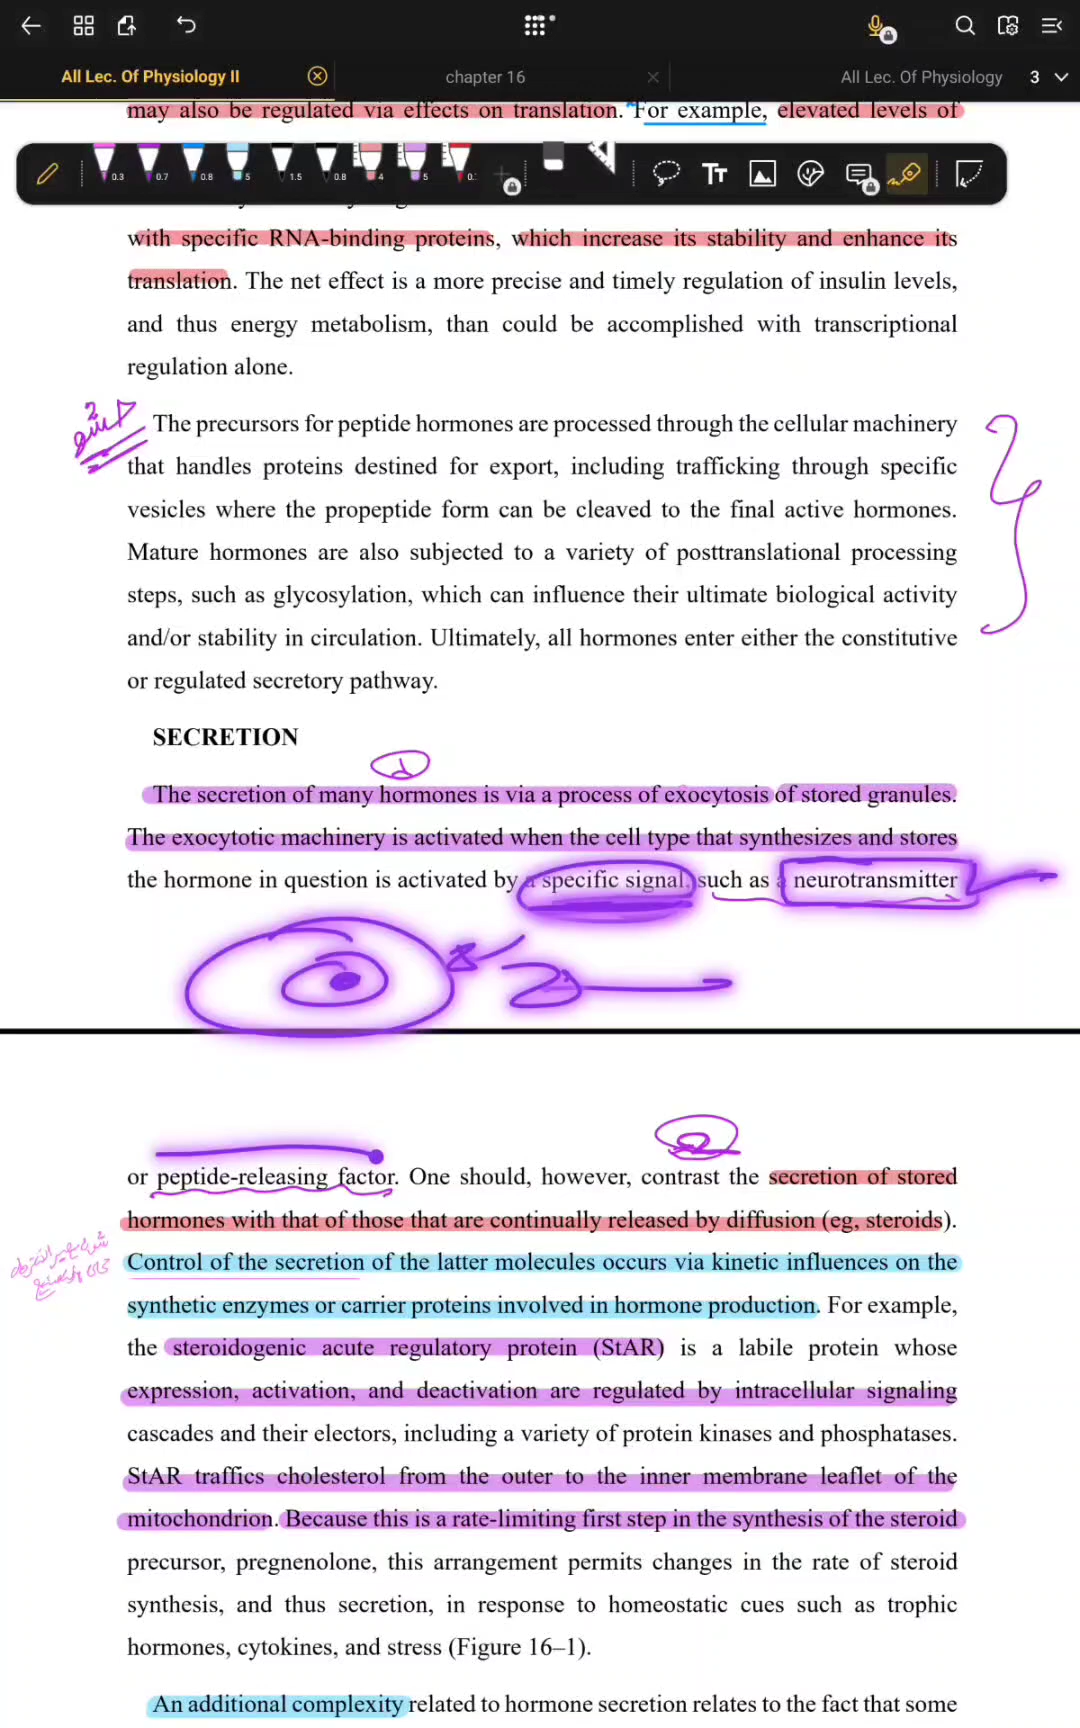 All Lec. Of Physiology II
chapter 16
All Lec. Of Physiology
3
may also be regulated via effects on translation. For example, elevated levels of
0.3
0.7
0.8
5
1.5
0.8
4
5
0.
Tт
with specific RNA-binding proteins, which increase its stability and enhance its
translation. The net effect is a more precise and timely regulation of insulin levels,
and thus energy metabolism, than could be accomplished with transcriptional
regulation alone.
The precursors for peptide hormones are processed through the cellular machinery
that handles proteins destined for export, including trafficking through specific
vesicles where the propeptide form can be cleaved to the final active hormones.
Mature hormones are also subjected to a variety of posttranslational processing
steps, such as glycosylation, which can influence their ultimate biological activity
and/or stability in circulation. Ultimately, all hormones enter either the constitutive
or regulated secretory pathway.
SECRETION
The secretion of many hormones is via a process of exocytosis of stored granules.
The exocytotic machinery is activated when the cell type that synthesizes and stores
the hormone in question is activated by a specific signal, such as a neurotransmitter
or peptide-releasing factor. One should, however, contrast the secretion of stored
hormones with that of those that are continually released by diffusion (eg, steroids).
Control of the secretion of the latter molecules occurs via kinetic influences on the
synthetic enzymes or carrier proteins involved in hormone production. For example,
the steroidogenic acute regulatory protein (StAR) is a labile protein whose
expression, activation, and deactivation are regulated by intracellular signaling
cascades and their electors, including a variety of protein kinases and phosphatases.
StAR traffics cholesterol from the outer to the inner membrane leaflet of the
mitochondrion. Because this is a rate-limiting first step in the synthesis of the steroid
precursor, pregnenolone, this arrangement permits changes in the rate of steroid
synthesis, and thus secretion, in response to homeostatic cues such as trophic
hormones, cytokines, and stress (Figure 16–1).
An additional complexity related to hormone secretion relates to the fact that some